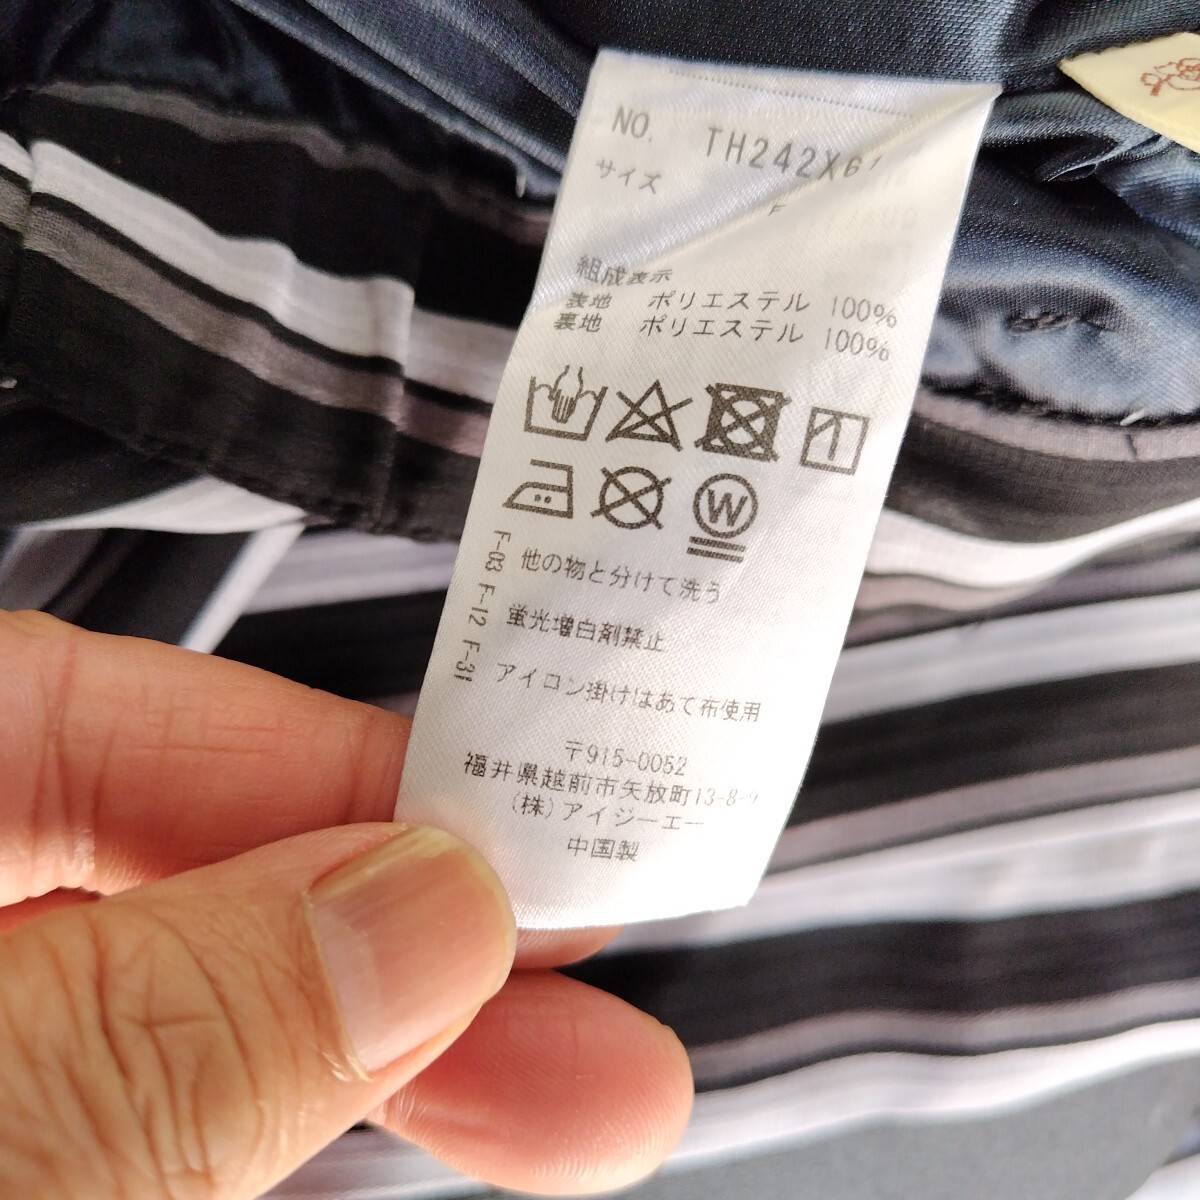 NO. TH242X6
サイズ F
組成表示
表地 ポリエステル 100%
裏地 ポリエステル 100%
W
F-03 他の物と分けて洗う
F-12 蛍光増白剤禁止
F-31 アイロン掛けはあて布使用
〒915-0052
福井県越前市矢放町13-8-9
(株)アイジーエー
中国製